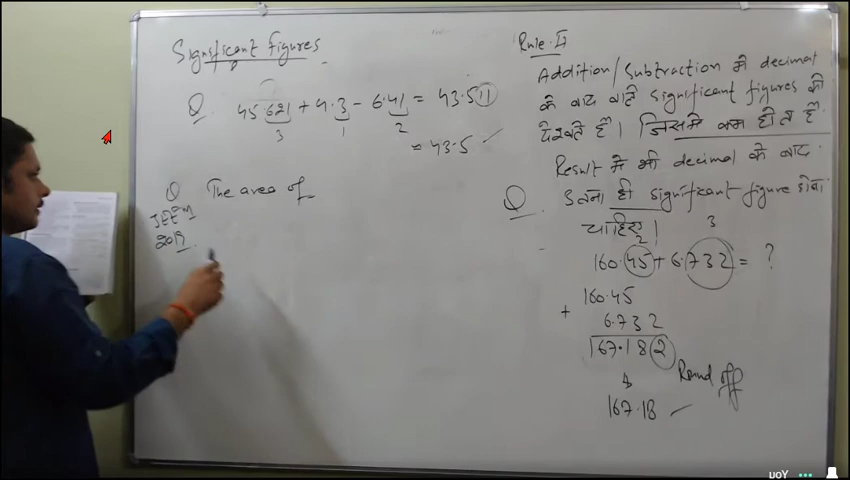 Significant figures
Q. 45.621 + 4.3 - 6.41 = 43.511
3 1 2
= 43.5
Q The area of
JEEM
2019
Rule-II
Addition/Subtraction में decimal
के बाद वाले significant figures को
देखते हैं। जिसमे कम होता है
Result में भी decimal के बाद
उतना ही significant figure होना
चाहिए।
Q.
2 3
160.45 + 6.732 = ?
160.45
+ 6.732
167.182
Round off
167.18